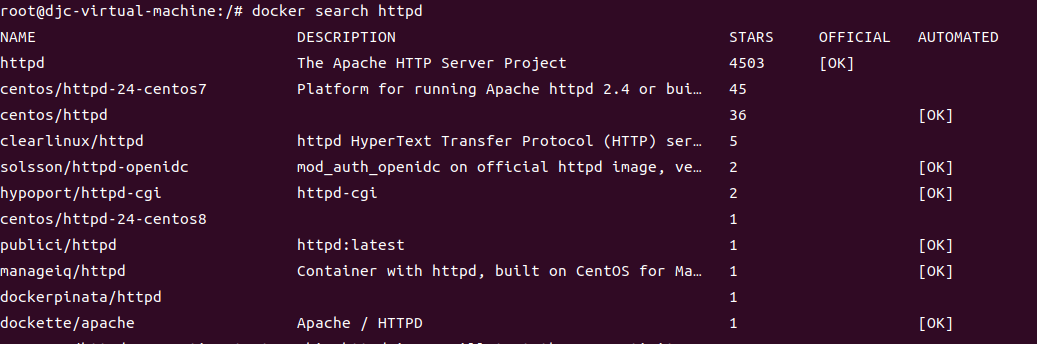 root@djc-virtual-machine:/# docker search httpd
NAME DESCRIPTION STARS OFFICIAL AUTOMATED
httpd The Apache HTTP Server Project 4503 [OK]
centos/httpd-24-centos7 Platform for running Apache httpd 2.4 or bui… 45
centos/httpd 36 [OK]
clearlinux/httpd httpd HyperText Transfer Protocol (HTTP) ser… 5
solsson/httpd-openidc mod_auth_openidc on official httpd image, ve… 2 [OK]
hypoport/httpd-cgi httpd-cgi 2 [OK]
centos/httpd-24-centos8 1
publici/httpd httpd:latest 1 [OK]
manageiq/httpd Container with httpd, built on CentOS for Ma… 1 [OK]
dockerpinata/httpd 1
dockette/apache Apache / HTTPD 1 [OK]